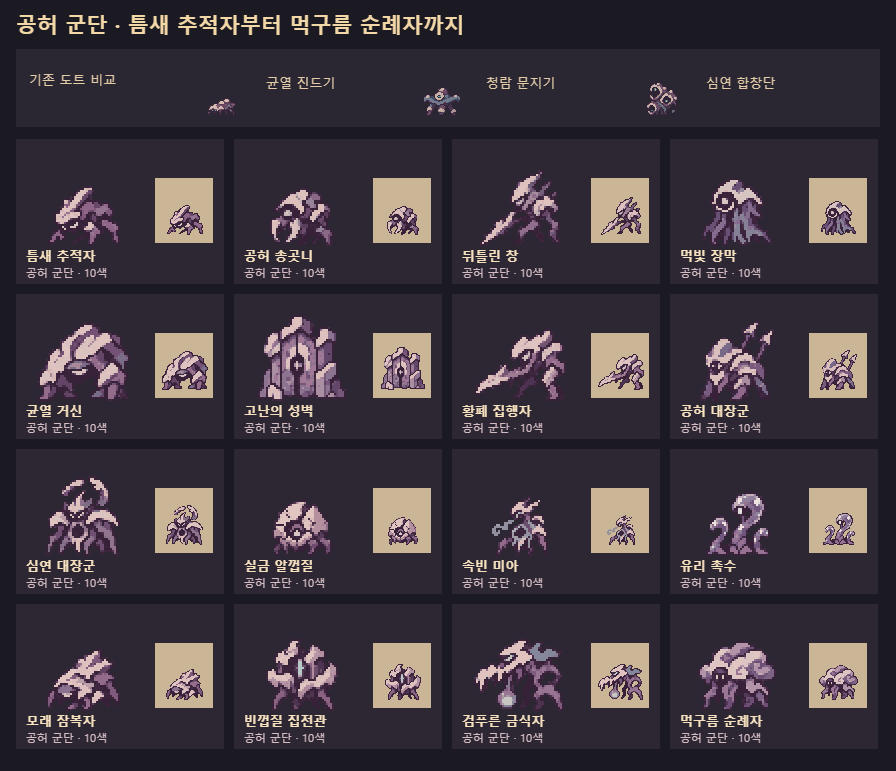 공허 군단 · 틈새 추적자부터 먹구름 순례자까지
기존 도트 비교
균열 진드기
청람 문지기
심연 합창단
틈새 추적자
공허 군단 · 10색
공허 송곳니
공허 군단 · 10색
뒤틀린 창
공허 군단 · 10색
먹빛 장막
공허 군단 · 10색
균열 거신
공허 군단 · 10색
고난의 성벽
공허 군단 · 10색
황폐 집행자
공허 군단 · 10색
공허 대장군
공허 군단 · 10색
심연 대장군
공허 군단 · 10색
실금 알껍질
공허 군단 · 10색
속빈 미아
공허 군단 · 10색
유리 촉수
공허 군단 · 10색
모래 잠복자
공허 군단 · 10색
빈껍질 집전관
공허 군단 · 10색
검푸른 금식자
공허 군단 · 10색
먹구름 순례자
공허 군단 · 10색